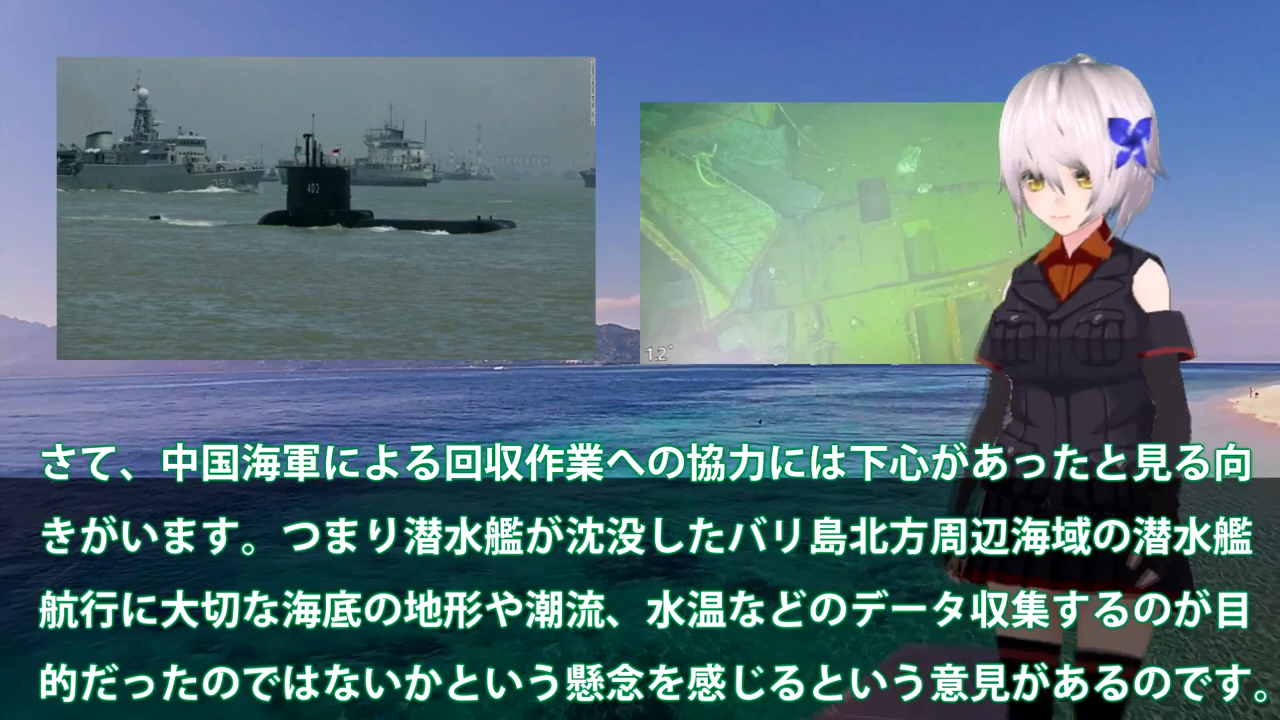 402
1.2°
さて、中国海軍による回収作業への協力には下心があったと見る向
きがいます。つまり潜水艦が沈没したバリ島北方周辺海域の潜水艦
航行に大切な海底の地形や潮流、水温などのデータ収集するのが目
的だったのではないかという懸念を感じるという意見があるのです。